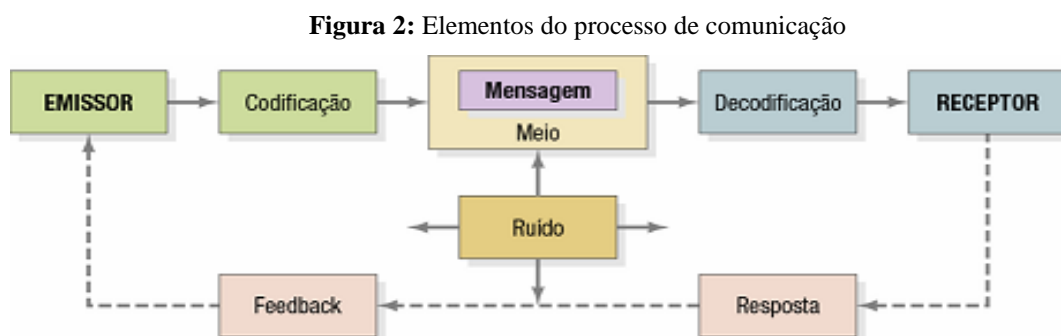 Figura 2: Elementos do processo de comunicação
EMISSOR
Codificação
Mensagem
Meio
Decodificação
RECEPTOR
Ruído
Feedback
Resposta